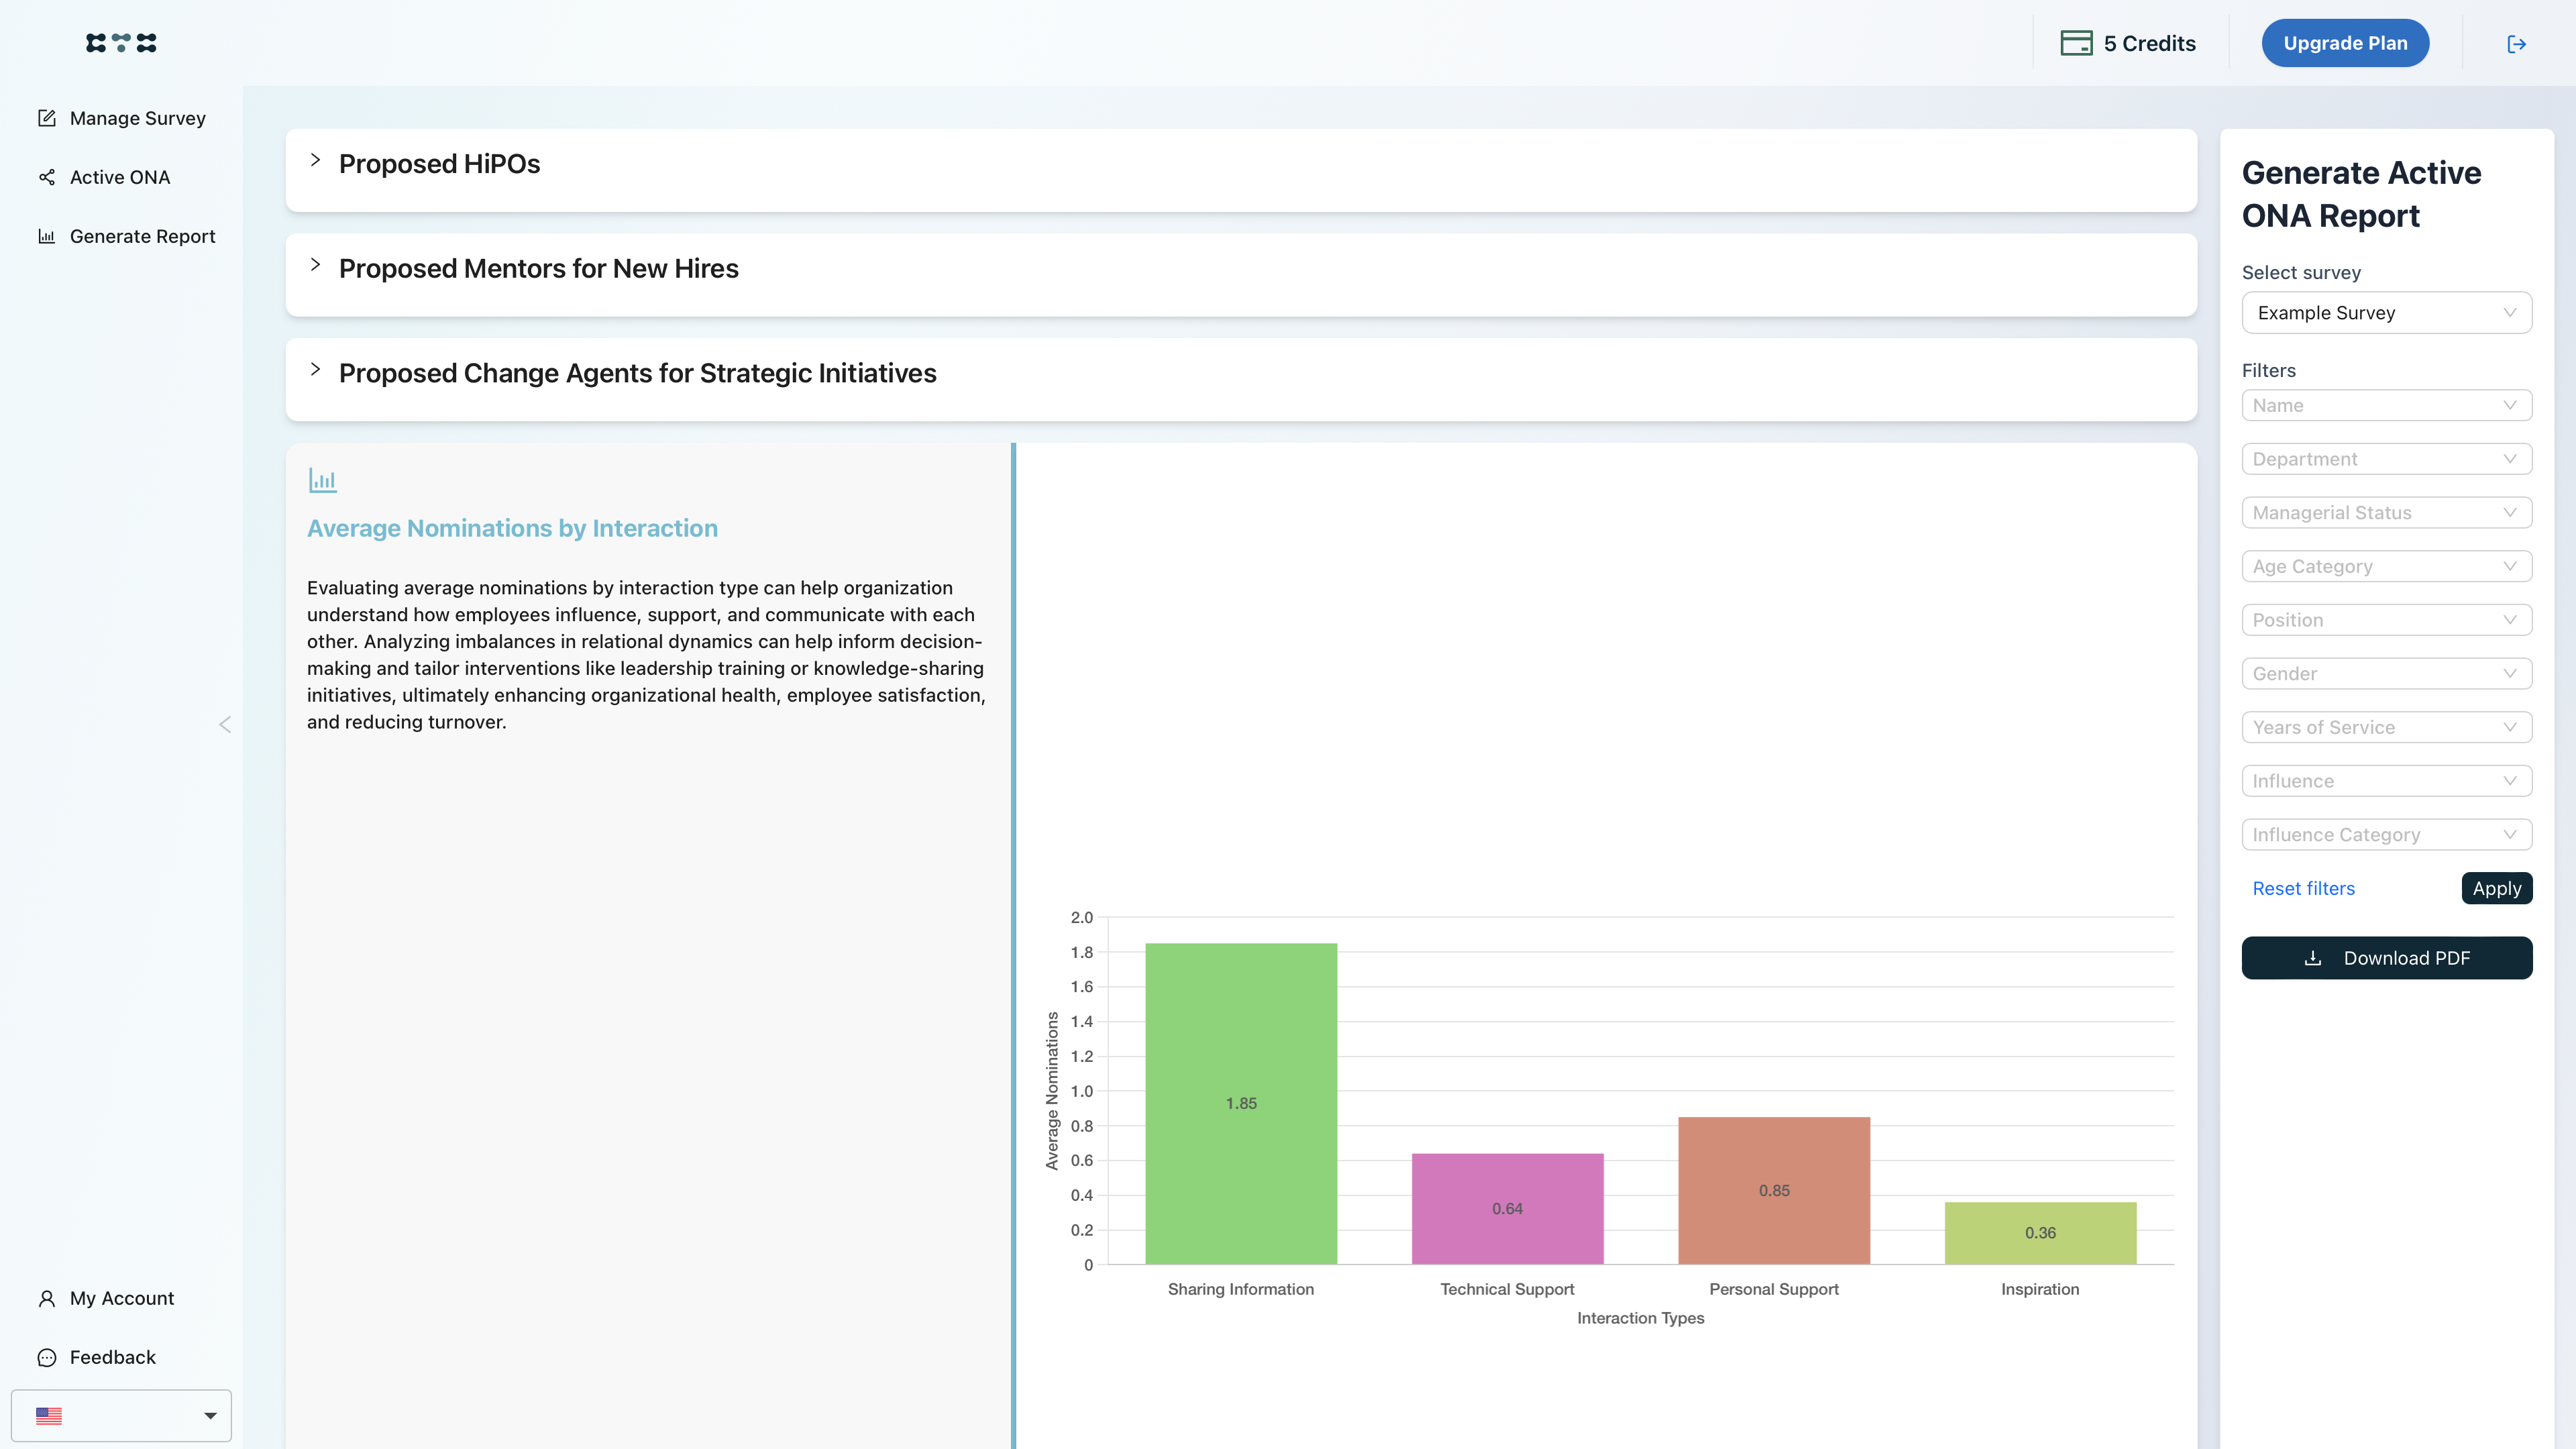 5 Credits
Upgrade Plan
Manage Survey
Active ONA
Generate Report
My Account
Feedback
Proposed HiPOs
Proposed Mentors for New Hires
Proposed Change Agents for Strategic Initiatives
Average Nominations by Interaction
Evaluating average nominations by interaction type can help organization
understand how employees influence, support, and communicate with each
other. Analyzing imbalances in relational dynamics can help inform decision-
making and tailor interventions like leadership training or knowledge-sharing
initiatives, ultimately enhancing organizational health, employee satisfaction,
and reducing turnover.
Average Nominations
2.0
1.8
1.6
1.4
1.2
1.0
0.8
0.6
0.4
0.2
0
1.85
0.64
0.85
0.36
Sharing Information
Technical Support
Personal Support
Inspiration
Interaction Types
Generate Active
ONA Report
Select survey
Example Survey
Filters
Name
Department
Managerial Status
Age Category
Position
Gender
Years of Service
Influence
Influence Category
Reset filters
Apply
Download PDF